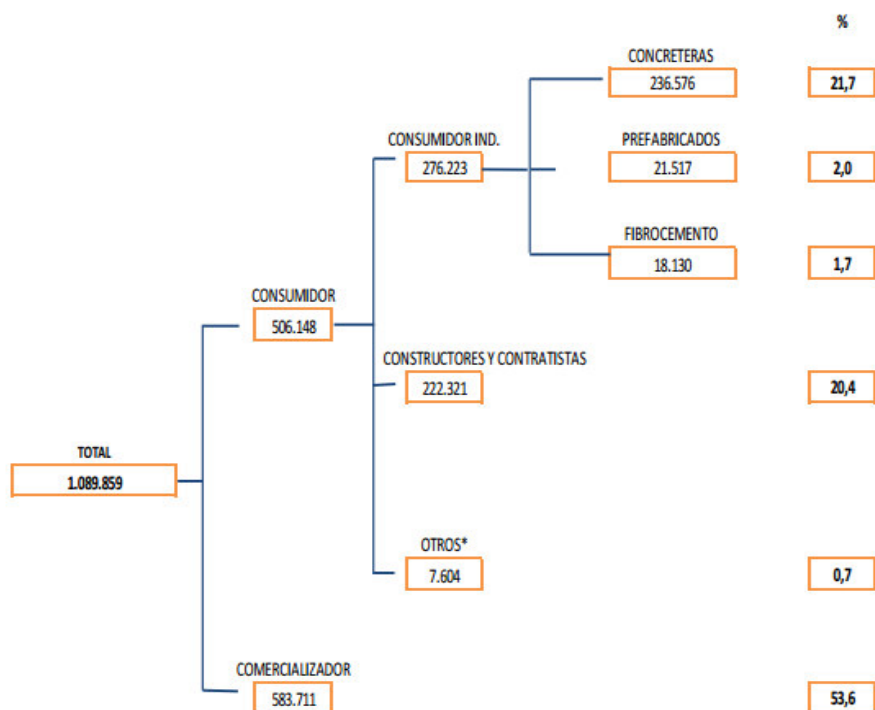 %
CONCRETERAS
236.576
21,7
CONSUMIDOR IND.
276.223
PREFABRICADOS
21.517
2,0
FIBROCEMENTO
18.130
1,7
CONSUMIDOR
506.148
CONSTRUCTORES Y CONTRATISTAS
222.321
20,4
TOTAL
1.089.859
OTROS*
7.604
0,7
COMERCIALIZADOR
583.711
53,6